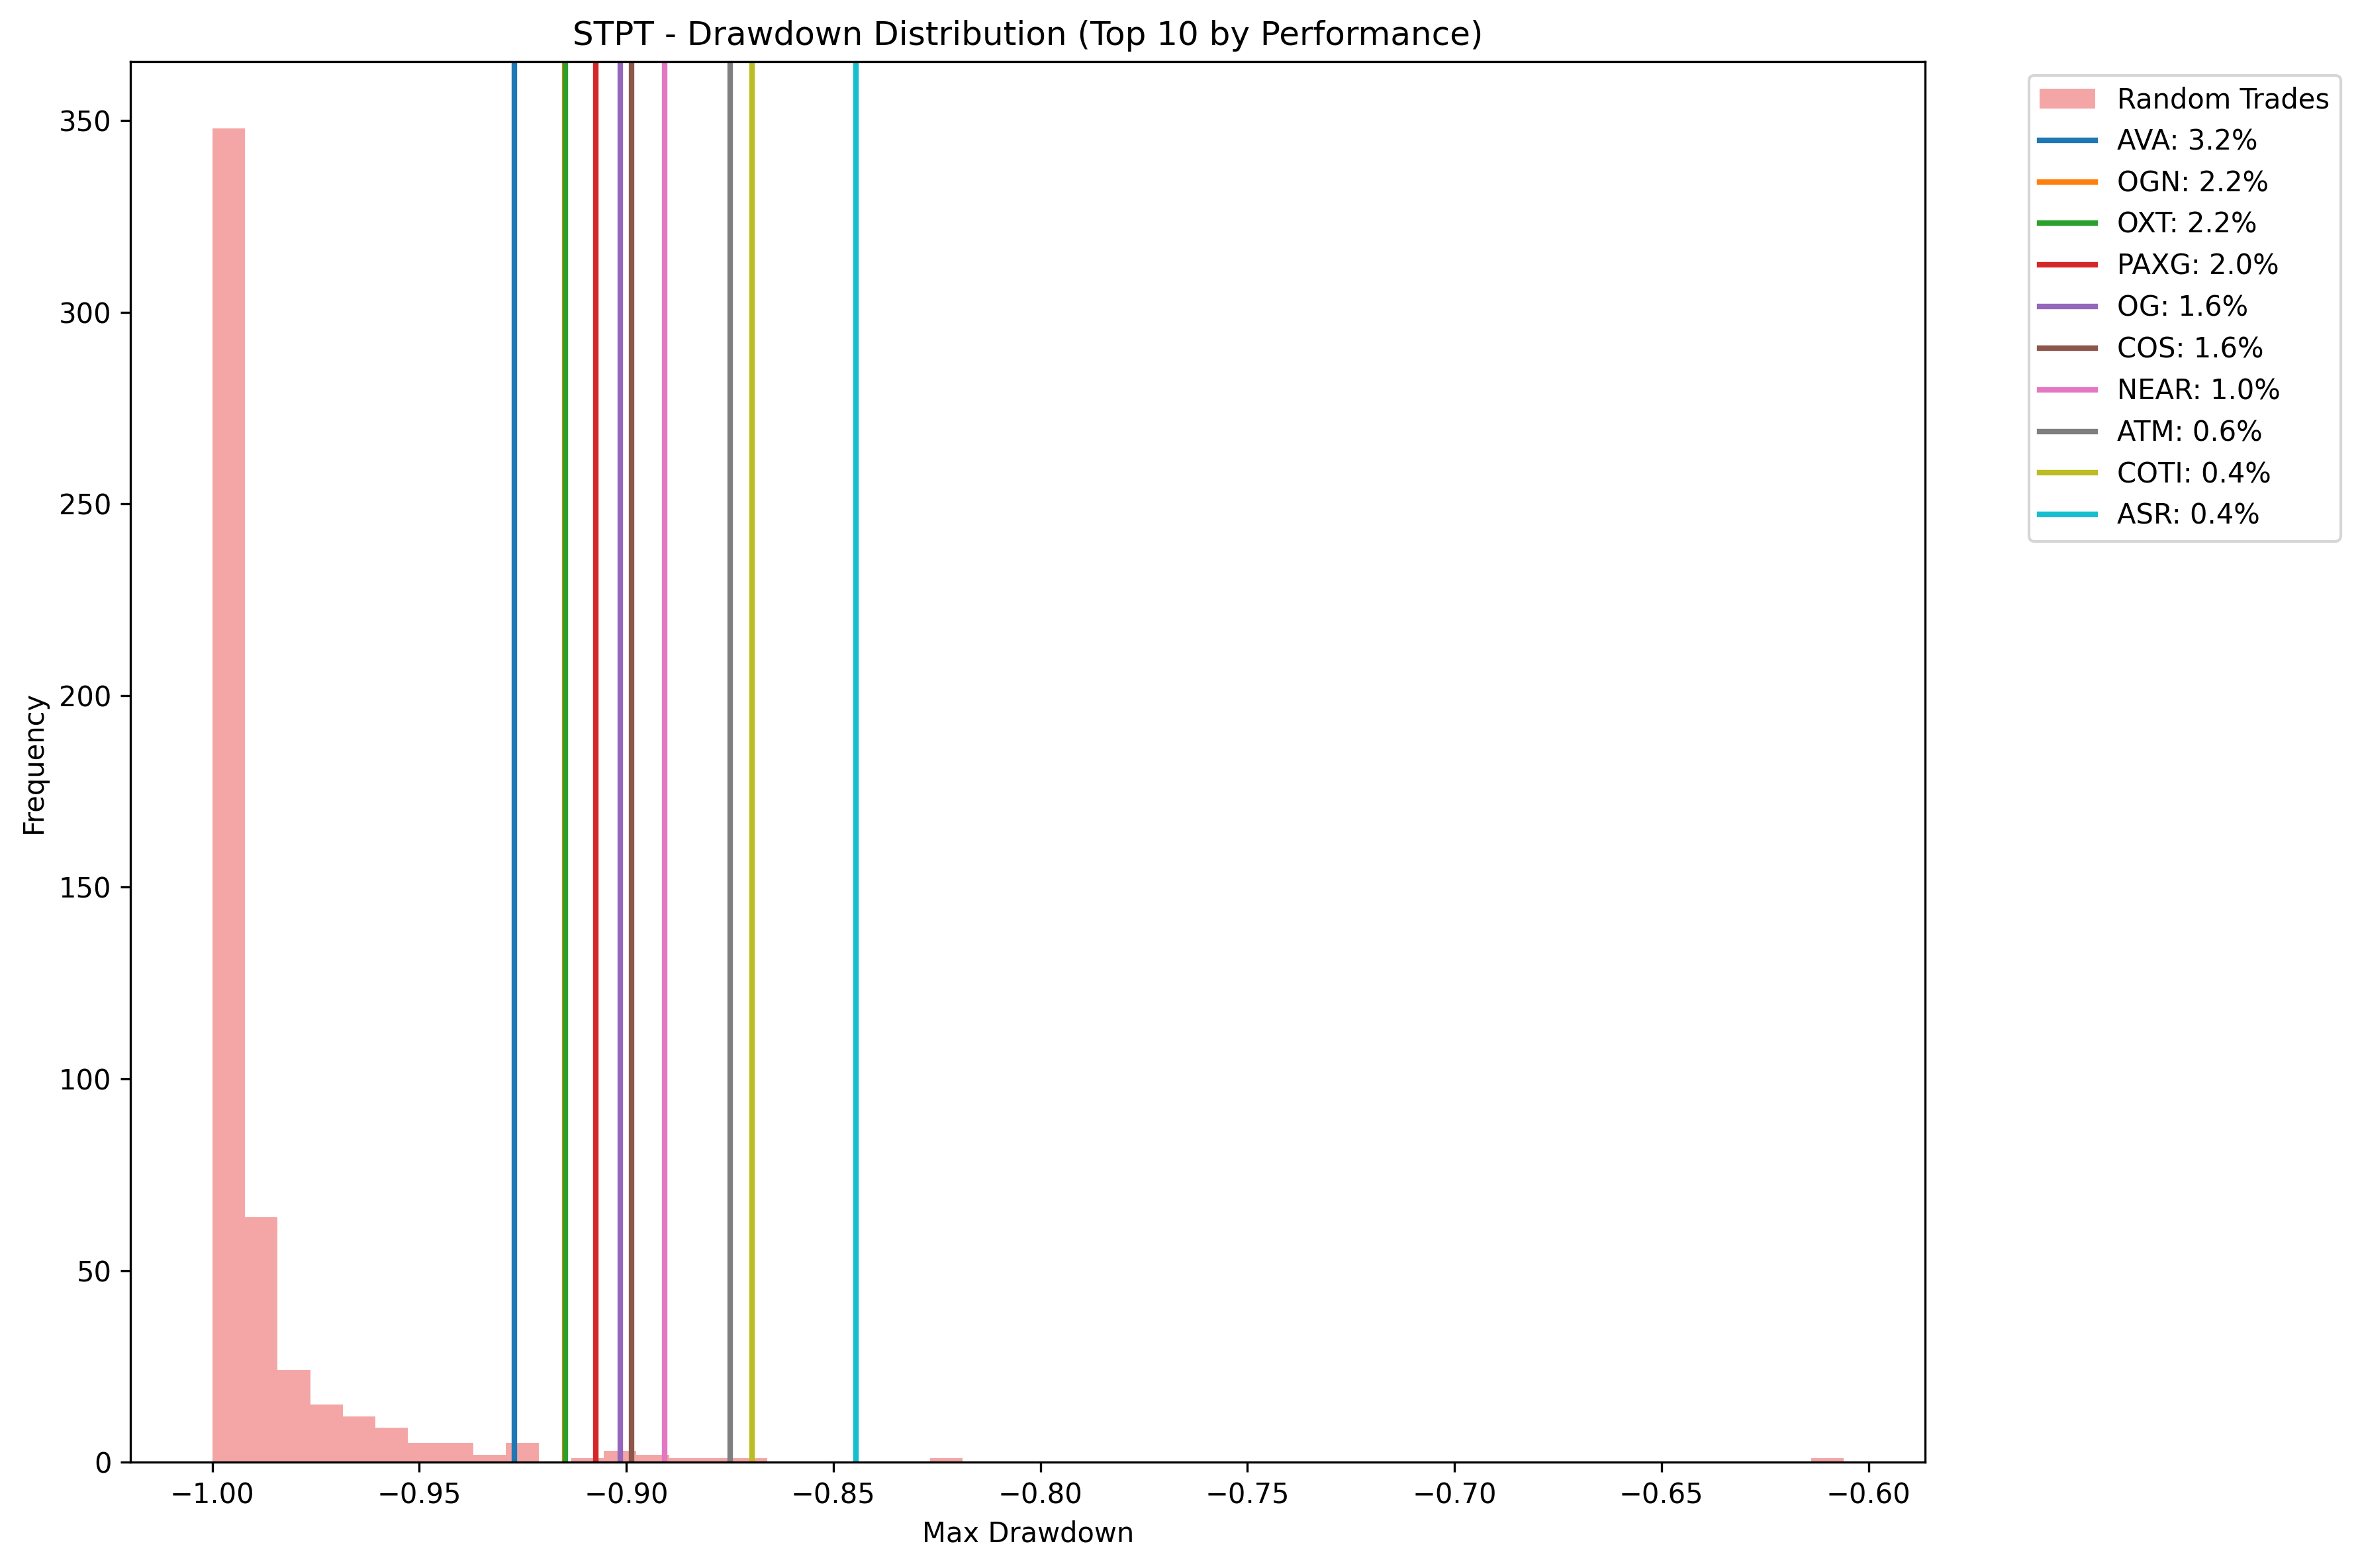 STPT - Drawdown Distribution (Top 10 by Performance)
Random Trades
AVA: 3.2%
OGN: 2.2%
OXT: 2.2%
PAXG: 2.0%
OG: 1.6%
COS: 1.6%
NEAR: 1.0%
ATM: 0.6%
COTI: 0.4%
ASR: 0.4%
Frequency
350
300
250
200
150
100
50
0
−1.00 −0.95 −0.90 −0.85 −0.80 −0.75 −0.70 −0.65 −0.60
Max Drawdown